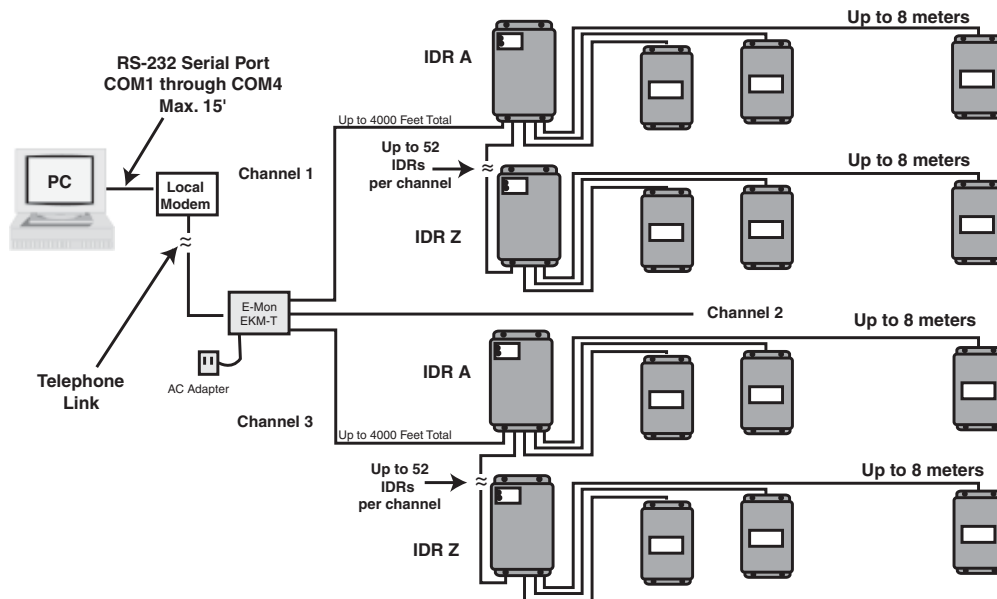 Up to 8 meters
IDR A
RS-232 Serial Port
COM1 through COM4
Max. 15'
Up to 4000 Feet Total
Up to 52
IDRs
per channel
Channel 1
PC
Local
Modem
Up to 8 meters
IDR Z
E-Mon
EKM-T
Channel 2
Up to 8 meters
IDR A
Telephone
Link
AC Adapter
Channel 3
Up to 4000 Feet Total
Up to 52
IDRs
per channel
Up to 8 meters
IDR Z